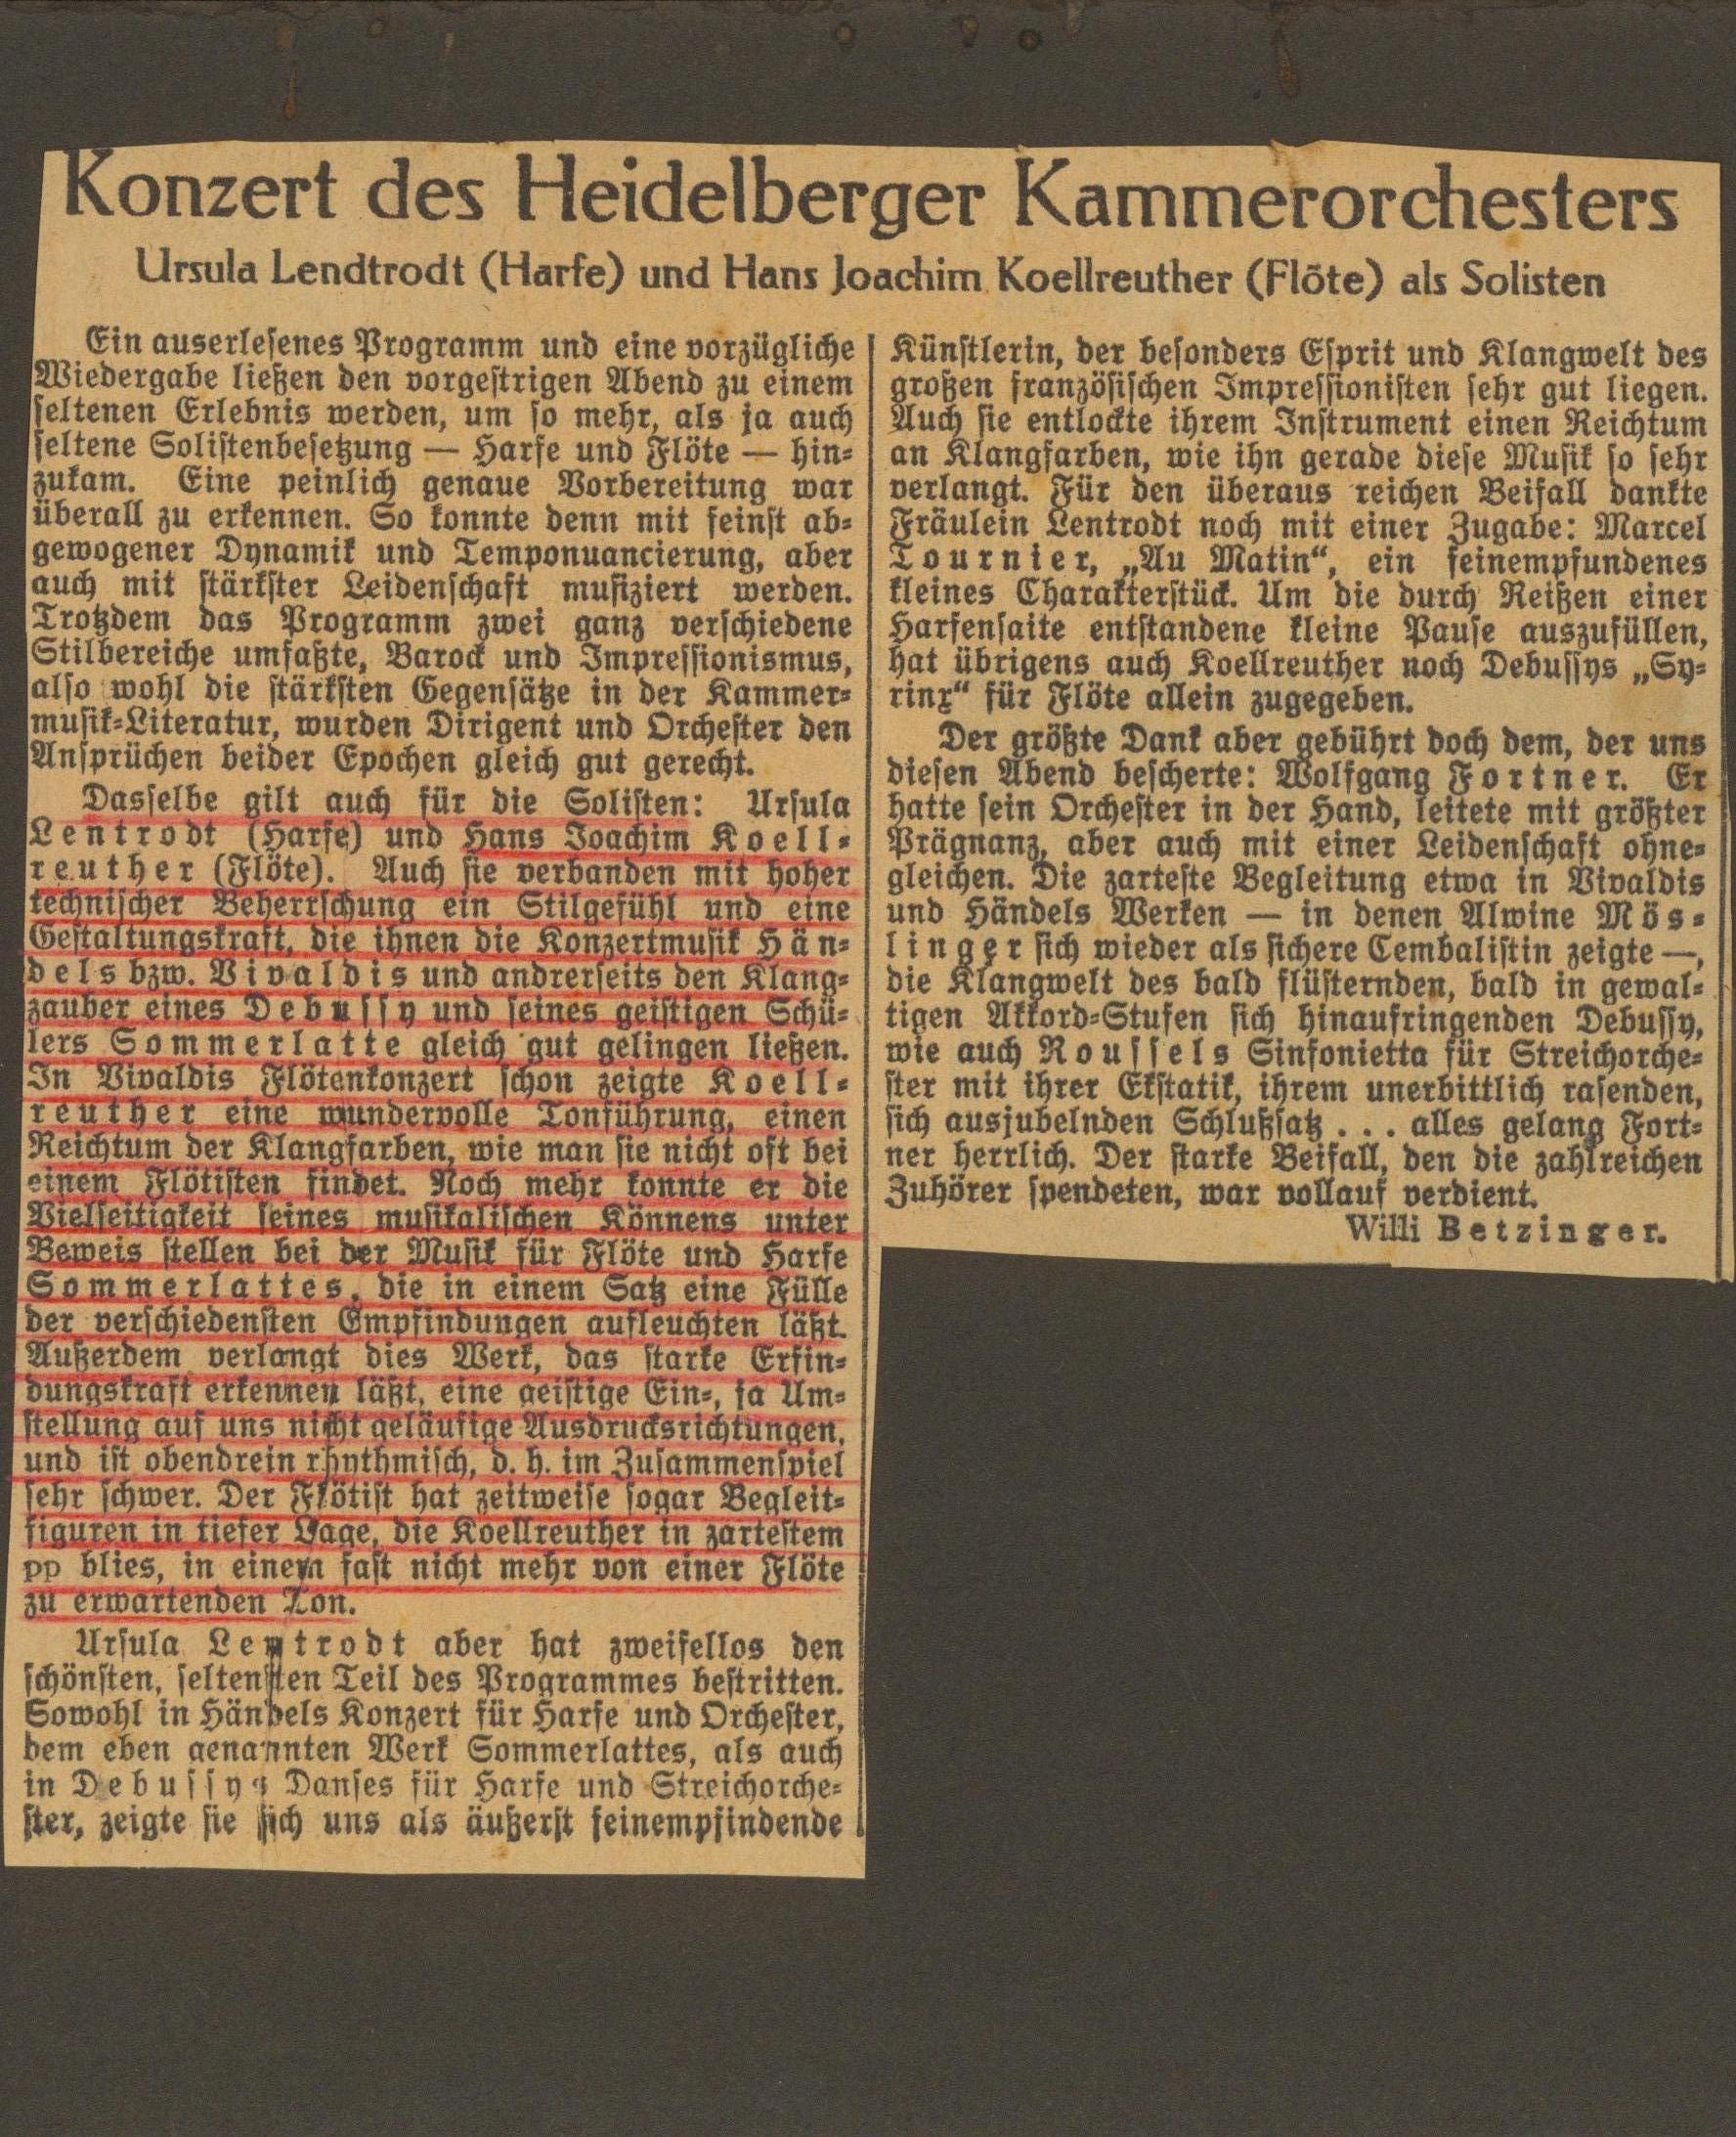 Konzert des Heidelberger Kammerorchesters
Ursula Lendtrodt (Harfe) und Hans Joachim Koellreuther (Flöte) als Solisten
Ein auserlesenes Programm und eine vorzügliche
Wiedergabe ließen den vorgestrigen Abend zu einem
seltenen Erlebnis werden, um so mehr, als ja auch
seltene Solistenbesetzung — Harfe und Flöte — hin-
zukam. Eine peinlich genaue Vorbereitung war
überall zu erkennen. So konnte denn mit feinst ab-
gewogener Dynamik und Temponuancierung, aber
auch mit stärkster Leidenschaft musiziert werden.
Trotzdem das Programm zwei ganz verschiedene
Stilbereiche umfaßte, Barock und Impressionismus,
also wohl die stärksten Gegensätze in der Kammer-
musik-Literatur, wurden Dirigent und Orchester den
Ansprüchen beider Epochen gleich gut gerecht.
Dasselbe gilt auch für die Solisten: Ursula
Lentrodt (Harfe) und Hans Joachim Koell-
reuther (Flöte). Auch sie verbanden mit hoher
technischer Beherrschung ein Stilgefühl und eine
Gestaltungskraft, die ihnen die Konzertmusik Hän-
dels bzw. Vivaldis und andrerseits den Klang-
zauber eines Debussy und seines geistigen Schü-
lers Sommerlatte gleich gut gelingen ließen.
In Vivaldis Flötenkonzert schon zeigte Koell-
reuther eine wundervolle Tonführung, einen
Reichtum der Klangfarben, wie man sie nicht oft bei
einem Flötisten findet. Noch mehr konnte er die
Vielseitigkeit seines musikalischen Könnens unter
Beweis stellen bei der Musik für Flöte und Harfe
Sommerlattes, die in einem Satz eine Fülle
der verschiedensten Empfindungen aufleuchten läßt.
Außerdem verlangt dies Werk, das starke Erfin-
dungskraft erkennen läßt, eine geistige Ein-, ja Um-
stellung auf uns nicht geläufige Ausdrucksrichtungen,
und ist obendrein rhythmisch, d. h. im Zusammenspiel
sehr schwer. Der Flötist hat zeitweise sogar Begleit-
figuren in tiefer Lage, die Koellreuther in zartestem
pp blies, in einem fast nicht mehr von einer Flöte
zu erwartenden Ton.
Ursula Lentrodt aber hat zweifellos den
schönsten, seltensten Teil des Programmes bestritten.
Sowohl in Händels Konzert für Harfe und Orchester,
dem eben genannten Werk Sommerlattes, als auch
in Debussys Danses für Harfe und Streichorche-
ster, zeigte sie sich uns als äußerst feinempfindende
Künstlerin, der besonders Esprit und Klangwelt des
großen französischen Impressionisten sehr gut liegen.
Auch sie entlockte ihrem Instrument einen Reichtum
an Klangfarben, wie ihn gerade diese Musik so sehr
verlangt. Für den überaus reichen Beifall dankte
Fräulein Lentrodt noch mit einer Zugabe: Marcel
Tournier, „Au Matin“, ein feinempfundenes
kleines Charakterstück. Um die durch Reißen einer
Harfensaite entstandene kleine Pause auszufüllen,
hat übrigens auch Koellreuther noch Debussys „Sy-
rinx“ für Flöte allein zugegeben.
Der größte Dank aber gebührt doch dem, der uns
diesen Abend bescherte: Wolfgang Fortner. Er
hatte sein Orchester in der Hand, leitete mit größter
Prägnanz, aber auch mit einer Leidenschaft ohne-
gleichen. Die zarteste Begleitung etwa in Vivaldis
und Händels Werken — in denen Alwine Mös-
linger sich wieder als sichere Cembalistin zeigte —,
die Klangwelt des bald flüsternden, bald in gewal-
tigen Akkord-Stufen sich hinaufringenden Debussy,
wie auch Roussels Sinfonietta für Streichorche-
ster mit ihrer Ekstatik, ihrem unerbittlich rasenden,
sich ausjubelnden Schlußsatz . . . alles gelang Fort-
ner herrlich. Der starke Beifall, den die zahlreichen
Zuhörer spendeten, war vollauf verdient.
Willi Betzinger.